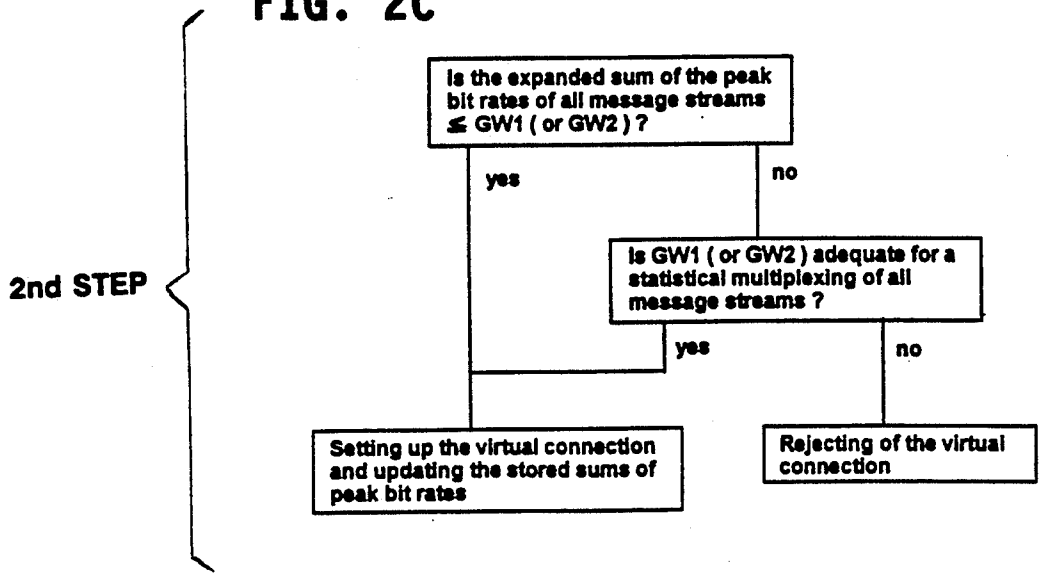 FIG. 2C
Is the expanded sum of the peak
bit rates of all message streams
≤ GW1 ( or GW2 ) ?
yes
no
Is GW1 ( or GW2 ) adequate for a
statistical multiplexing of all
message streams ?
2nd STEP
yes
no
Setting up the virtual connection
and updating the stored sums of
peak bit rates
Rejecting of the virtual
connection